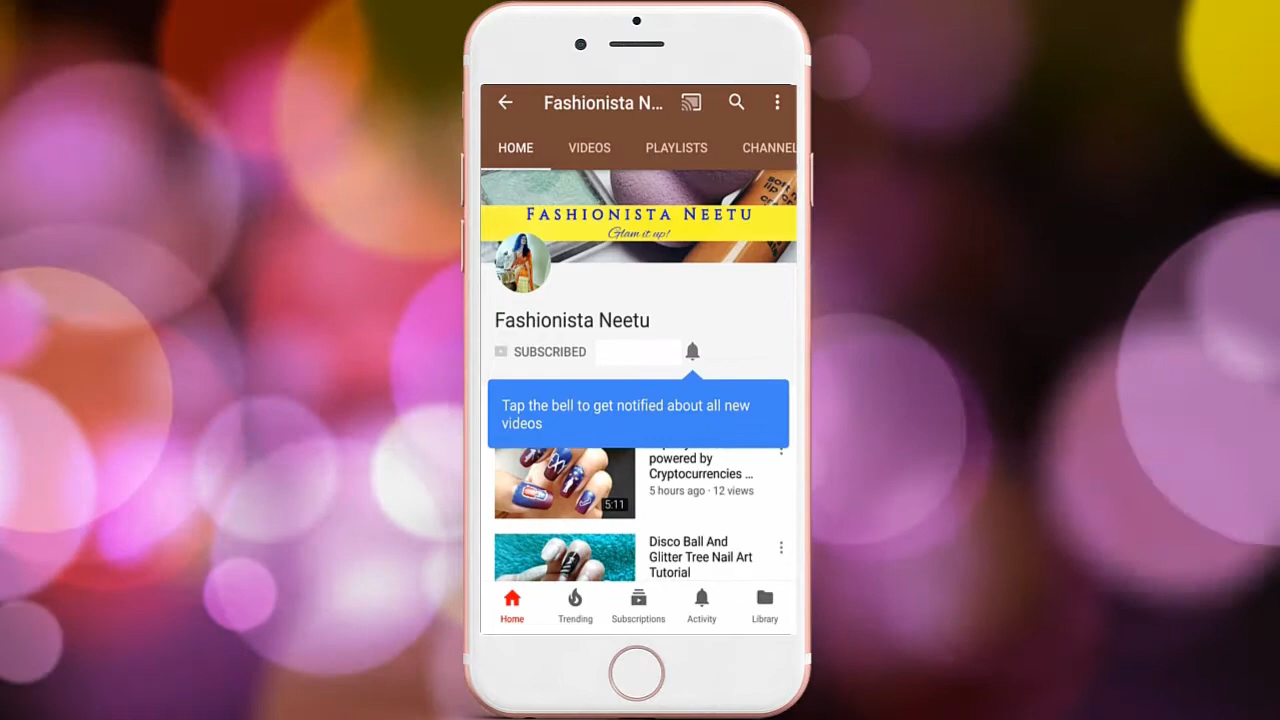 Fashionista N...
HOME VIDEOS PLAYLISTS CHANNEL
FASHIONISTA NEETU
Glam it up!
Fashionista Neetu
SUBSCRIBED
Tap the bell to get notified about all new
videos
powered by
Cryptocurrencies ...
5 hours ago · 12 views
5:11
Disco Ball And
Glitter Tree Nail Art
Tutorial
Home Trending Subscriptions Activity Library